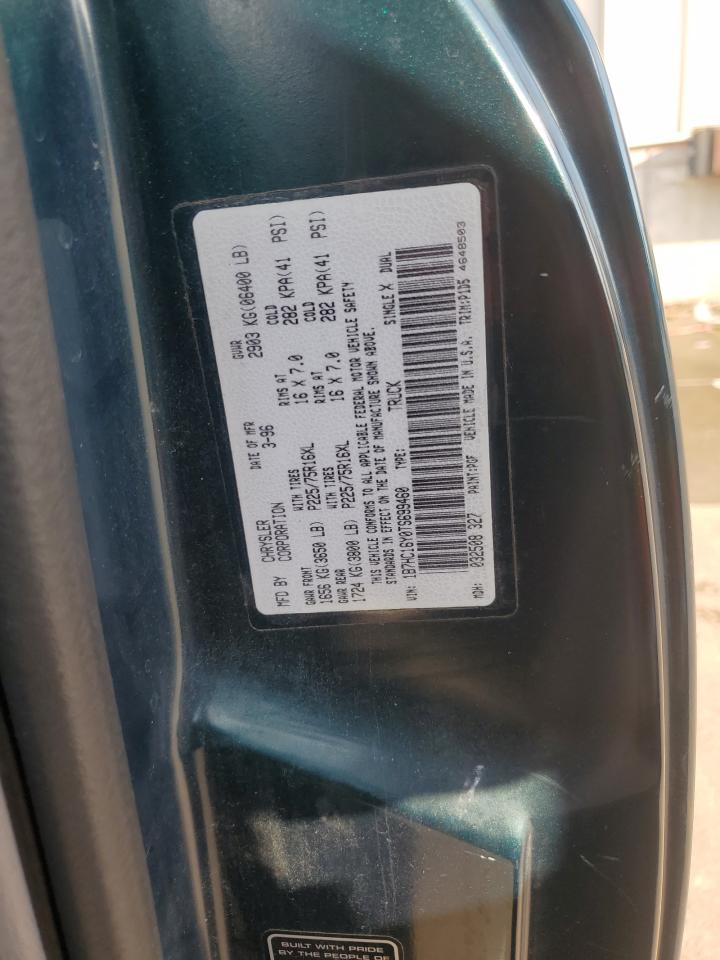 MFD BY CHRYSLER CORPORATION DATE OF MFR 3-96 GVWR 2903 KG(06400 LB)
GAWR FRONT WITH TIRES RIMS AT COLD
1656 KG(3650 LB) P225/75R16XL 16 X 7.0 282 KPA(41 PSI)
GAWR REAR WITH TIRES RIMS AT COLD
1724 KG(3800 LB) P225/75R16XL 16 X 7.0 282 KPA(41 PSI)
THIS VEHICLE CONFORMS TO ALL APPLICABLE FEDERAL MOTOR VEHICLE SAFETY
STANDARDS IN EFFECT ON THE DATE OF MANUFACTURE SHOWN ABOVE.
VIN: 1B7HC16Y0TS699460 TYPE: TRUCK SINGLE X DUAL
MDH: 032508 327 PAINT:PGF VEHICLE MADE IN U.S.A. TRIM:P1D5 4648503
BUILT WITH PRIDE
BY THE PEOPLE OF